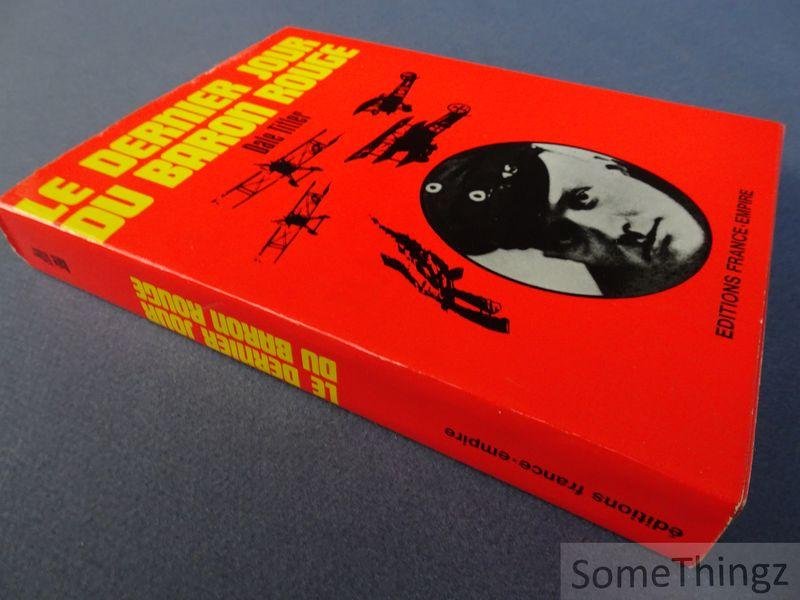 LE DERNIER JOUR
DU BARON ROUGE
Dale Titler
EDITIONS FRANCE-EMPIRE
LE DERNIER JOUR
DU BARON ROUGE
éditions france-empire
SomeThingz